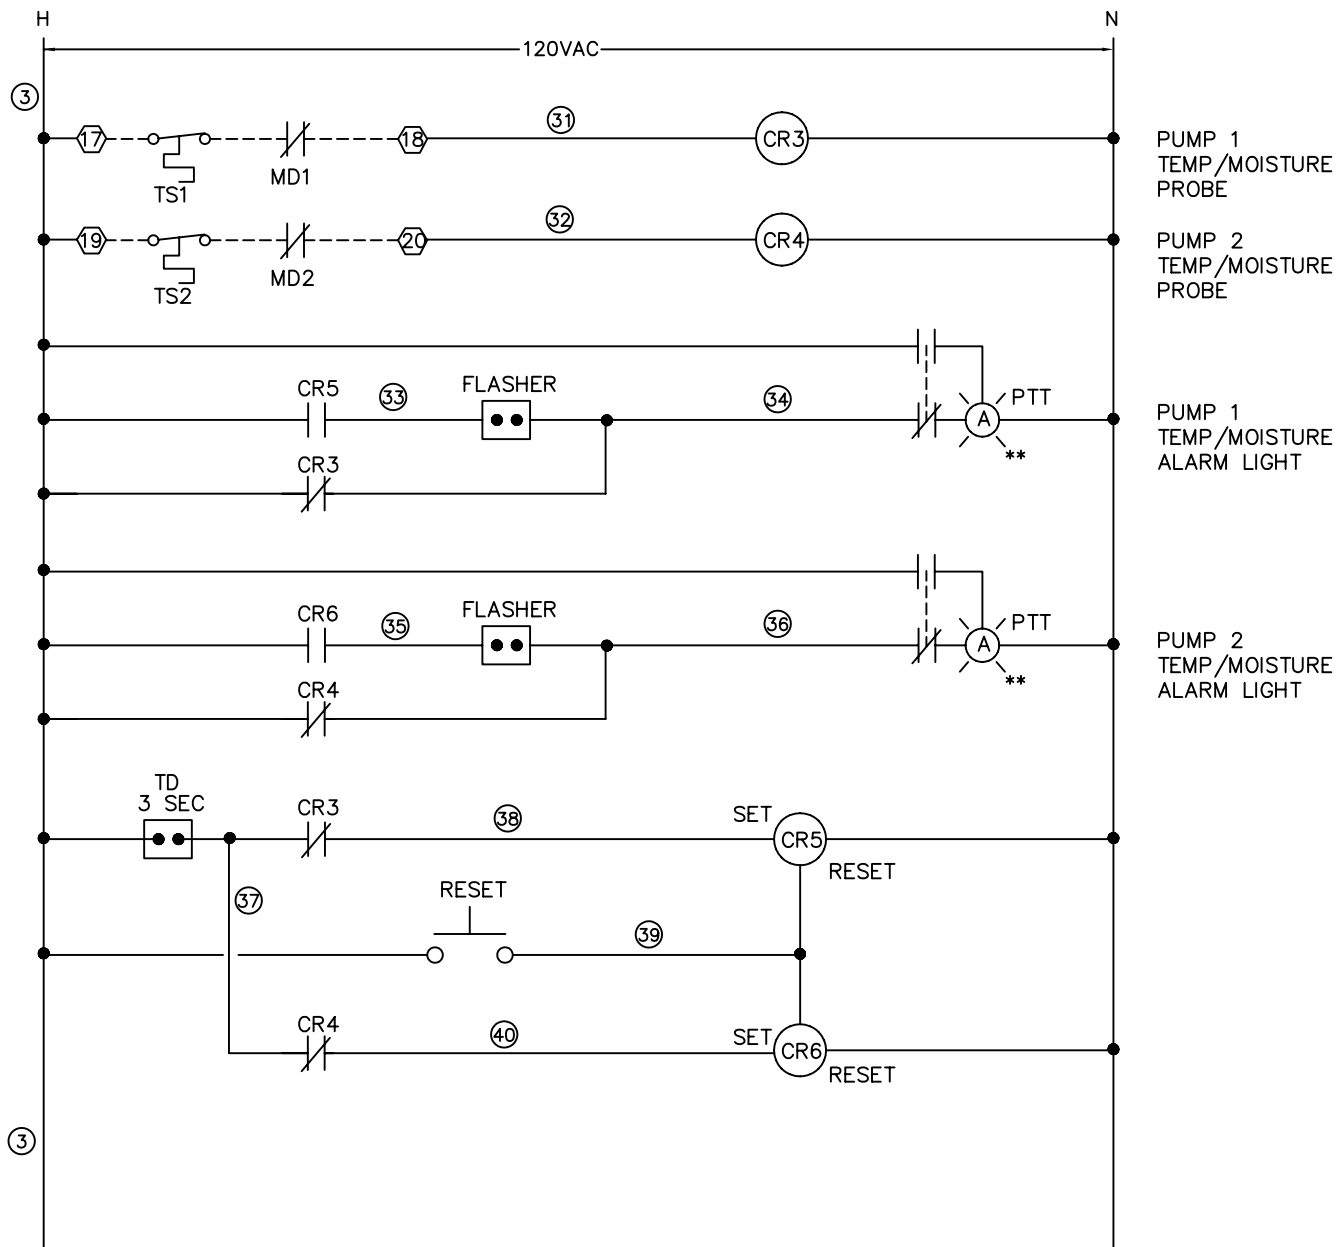 H
N
120VAC
3
17
18
31
CR3
TS1
MD1
PUMP 1
TEMP/MOISTURE
PROBE
19
20
32
CR4
TS2
MD2
PUMP 2
TEMP/MOISTURE
PROBE
CR5
33
FLASHER
34
A
PTT
**
CR3
PUMP 1
TEMP/MOISTURE
ALARM LIGHT
CR6
35
FLASHER
36
A
PTT
**
CR4
PUMP 2
TEMP/MOISTURE
ALARM LIGHT
TD
3 SEC
CR3
38
SET
CR5
RESET
37
RESET
39
CR4
40
SET
CR6
RESET
3